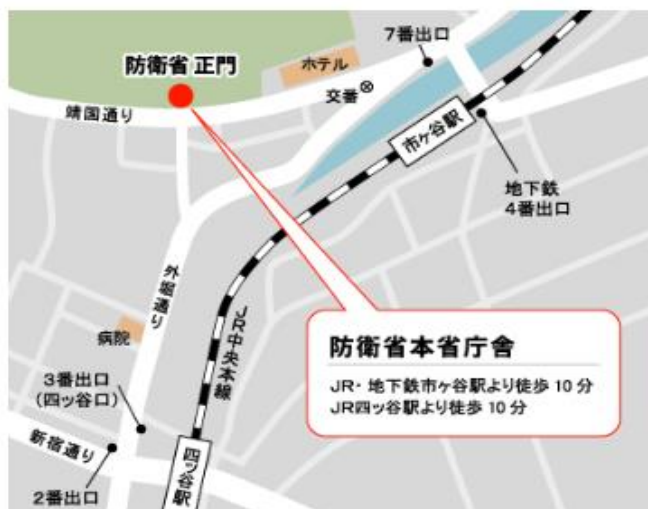 7番出口
防衛省 正門
ホテル
交番
靖国通り
市ヶ谷駅
地下鉄
4番出口
外堀通り
病院
JR中央本線
防衛省本省庁舎
JR・地下鉄市ヶ谷駅より徒歩 10 分
JR四ッ谷駅より徒歩 10 分
3番出口
(四ッ谷口)
新宿通り
四ッ谷駅
2番出口